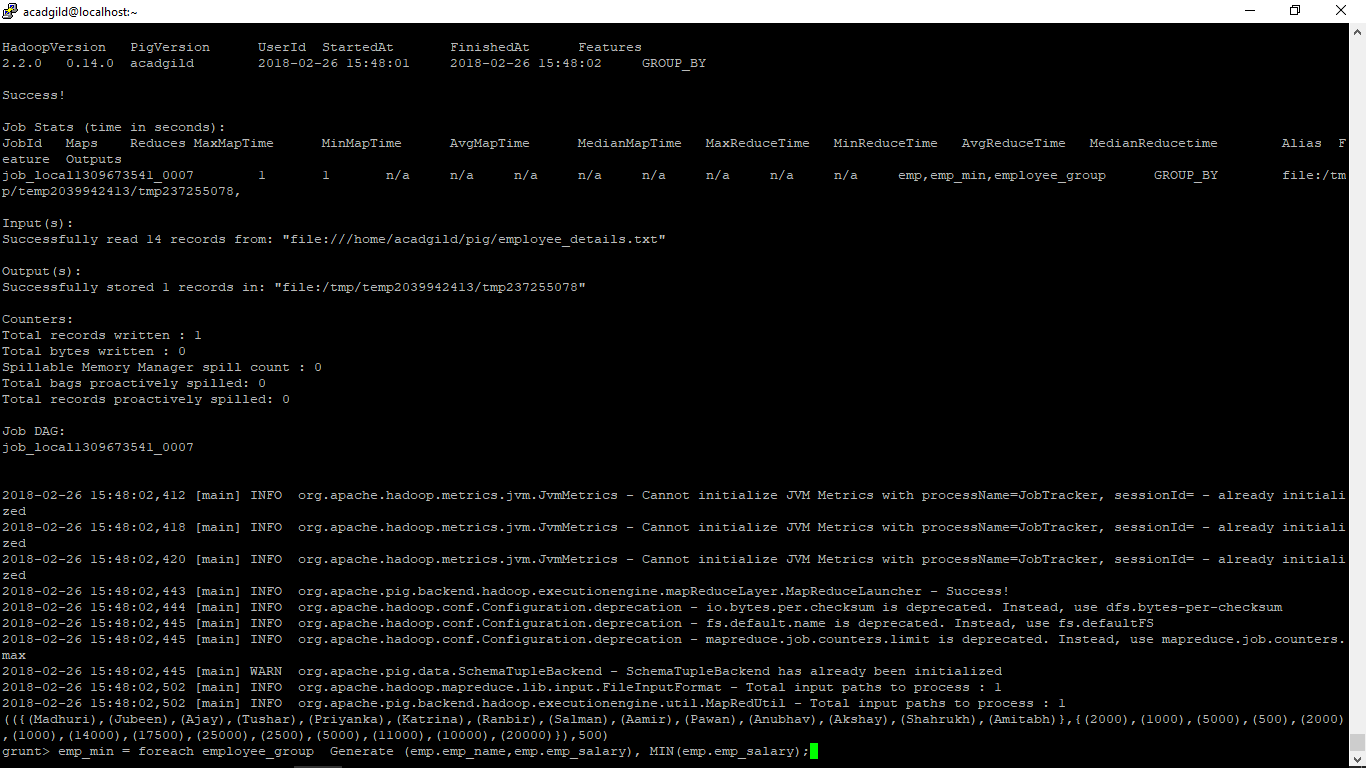 acadgild@localhost:~
HadoopVersion PigVersion UserId StartedAt FinishedAt Features
2.2.0 0.14.0 acadgild 2018-02-26 15:48:01 2018-02-26 15:48:02 GROUP_BY
Success!
Job Stats (time in seconds):
JobId Maps Reduces MaxMapTime MinMapTime AvgMapTime MedianMapTime MaxReduceTime MinReduceTime AvgReduceTime MedianReducetime Alias F
eature Outputs
job_local1309673541_0007 1 1 n/a n/a n/a n/a n/a n/a n/a n/a emp,emp_min,employee_group GROUP_BY file:/tm
p/temp2039942413/tmp237255078,
Input(s):
Successfully read 14 records from: "file:///home/acadgild/pig/employee_details.txt"
Output(s):
Successfully stored 1 records in: "file:/tmp/temp2039942413/tmp237255078"
Counters:
Total records written : 1
Total bytes written : 0
Spillable Memory Manager spill count : 0
Total bags proactively spilled: 0
Total records proactively spilled: 0
Job DAG:
job_local1309673541_0007
2018-02-26 15:48:02,412 [main] INFO org.apache.hadoop.metrics.jvm.JvmMetrics - Cannot initialize JVM Metrics with processName=JobTracker, sessionId= - already initiali
zed
2018-02-26 15:48:02,418 [main] INFO org.apache.hadoop.metrics.jvm.JvmMetrics - Cannot initialize JVM Metrics with processName=JobTracker, sessionId= - already initiali
zed
2018-02-26 15:48:02,420 [main] INFO org.apache.hadoop.metrics.jvm.JvmMetrics - Cannot initialize JVM Metrics with processName=JobTracker, sessionId= - already initiali
zed
2018-02-26 15:48:02,443 [main] INFO org.apache.pig.backend.hadoop.executionengine.mapReduceLayer.MapReduceLauncher - Success!
2018-02-26 15:48:02,444 [main] INFO org.apache.hadoop.conf.Configuration.deprecation - io.bytes.per.checksum is deprecated. Instead, use dfs.bytes-per-checksum
2018-02-26 15:48:02,445 [main] INFO org.apache.hadoop.conf.Configuration.deprecation - fs.default.name is deprecated. Instead, use fs.defaultFS
2018-02-26 15:48:02,445 [main] INFO org.apache.hadoop.conf.Configuration.deprecation - mapreduce.job.counters.limit is deprecated. Instead, use mapreduce.job.counters.
max
2018-02-26 15:48:02,445 [main] WARN org.apache.pig.data.SchemaTupleBackend - SchemaTupleBackend has already been initialized
2018-02-26 15:48:02,502 [main] INFO org.apache.hadoop.mapreduce.lib.input.FileInputFormat - Total input paths to process : 1
2018-02-26 15:48:02,502 [main] INFO org.apache.pig.backend.hadoop.executionengine.util.MapRedUtil - Total input paths to process : 1
(({(Madhuri),(Jubeen),(Ajay),(Tushar),(Priyanka),(Katrina),(Ranbir),(Salman),(Aamir),(Pawan),(Anubhav),(Akshay),(Shahrukh),(Amitabh)},{(2000),(1000),(5000),(500),(2000)
,(1000),(14000),(17500),(25000),(2500),(5000),(11000),(10000),(20000)}),500)
grunt> emp_min = foreach employee_group Generate (emp.emp_name,emp.emp_salary), MIN(emp.emp_salary);